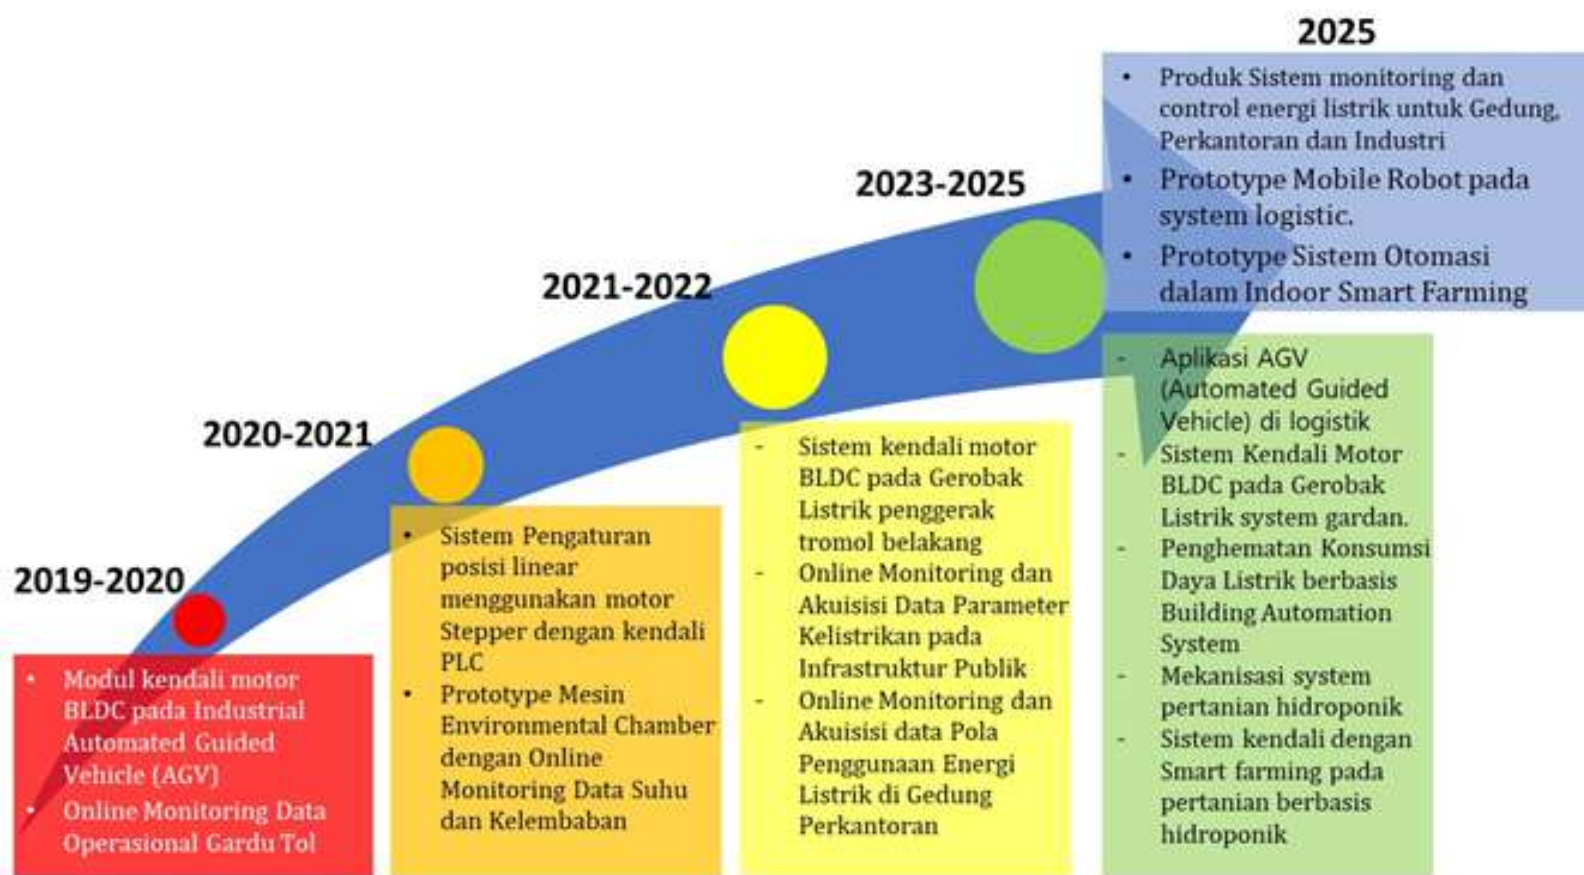 2019-2020
• Modul kendali motor
BLDC pada Industrial
Automated Guided
Vehicle (AGV)
• Online Monitoring Data
Operasional Gardu Tol
2020-2021
• Sistem Pengaturan
posisi linear
menggunakan motor
Stepper dengan kendali
PLC
• Prototype Mesin
Environmental Chamber
dengan Online
Monitoring Data Suhu
dan Kelembaban
2021-2022
- Sistem kendali motor
BLDC pada Gerobak
Listrik penggerak
tromol belakang
- Online Monitoring dan
Akuisisi Data Parameter
Kelistrikan pada
Infrastruktur Publik
- Online Monitoring dan
Akuisisi data Pola
Penggunaan Energi
Listrik di Gedung
Perkantoran
2023-2025
- Aplikasi AGV
(Automated Guided
Vehicle) di logistik
- Sistem Kendali Motor
BLDC pada Gerobak
Listrik system gardan.
- Penghematan Konsumsi
Daya Listrik berbasis
Building Automation
System
- Mekanisasi system
pertanian hidroponik
- Sistem kendali dengan
Smart farming pada
pertanian berbasis
hidroponik
2025
• Produk Sistem monitoring dan
control energi listrik untuk Gedung,
Perkantoran dan Industri
• Prototype Mobile Robot pada
system logistic.
• Prototype Sistem Otomasi
dalam Indoor Smart Farming